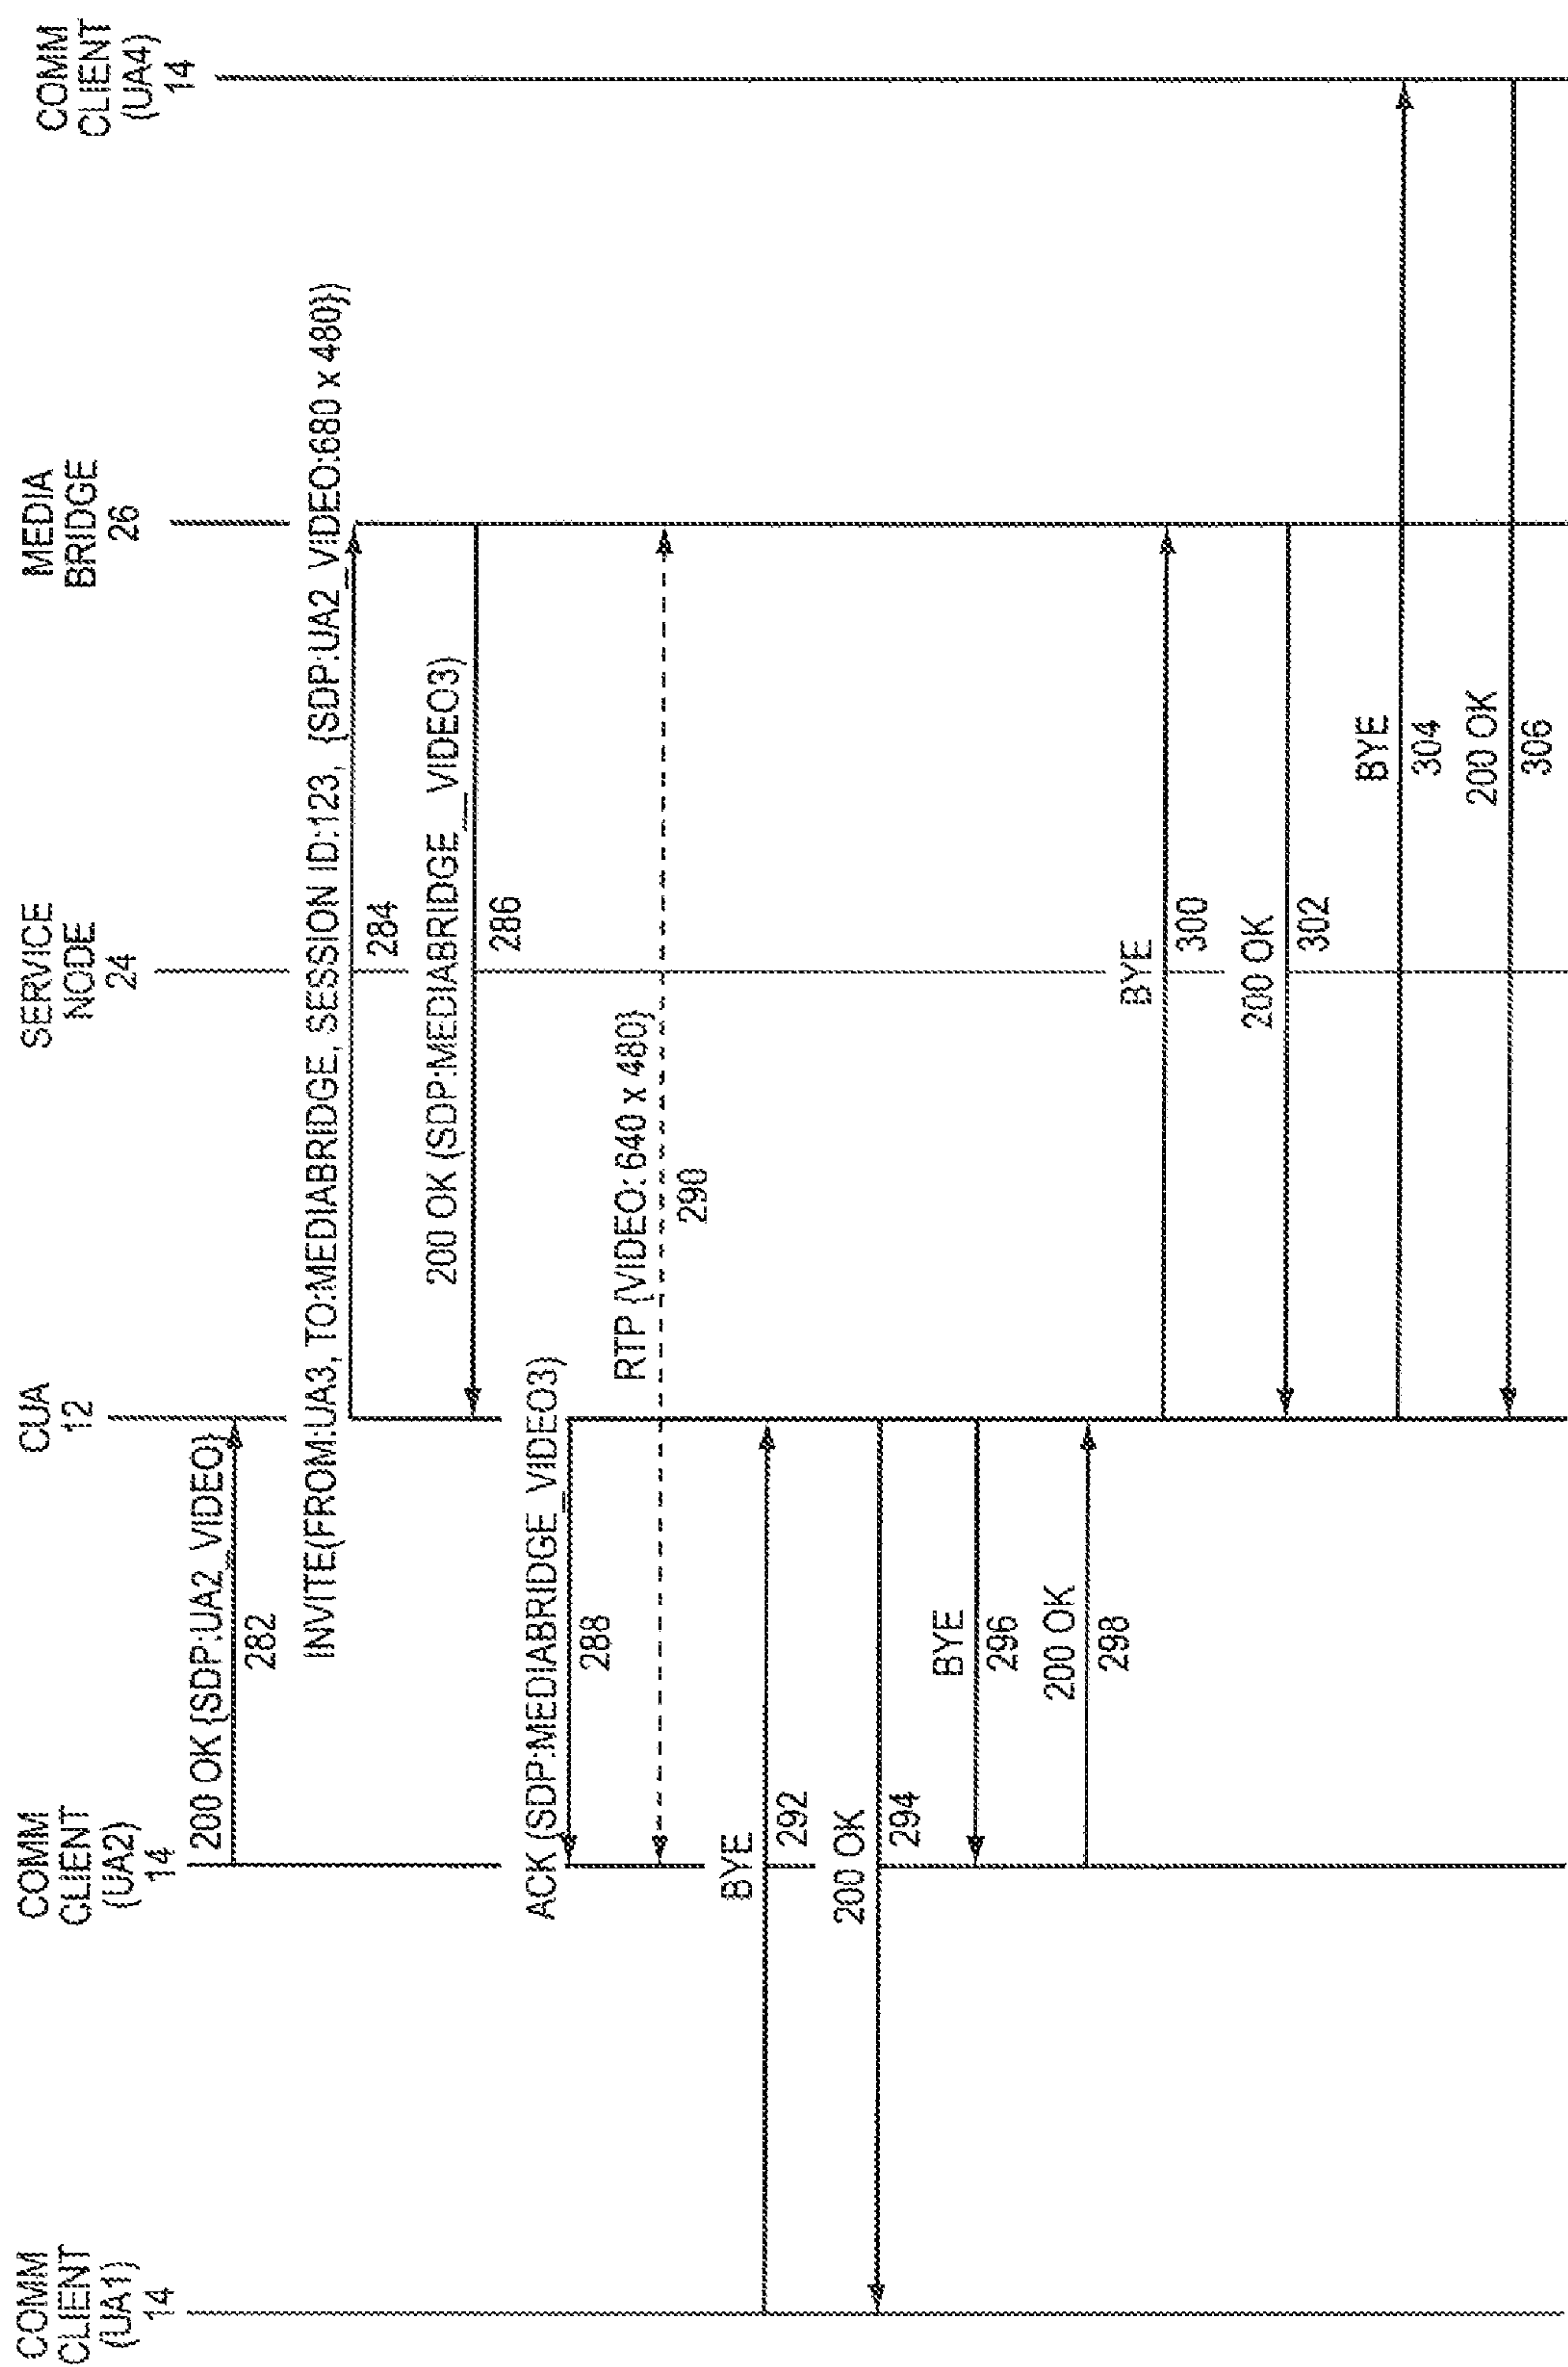 COMM
CLIENT
(UA1)
14
COMM
CLIENT
(UA2)
14
CUA
12
SERVICE
NODE
24
MEDIA
BRIDGE
26
COMM
CLIENT
(UA4)
14
200 OK {SDP:UA2_VIDEO}
282
INVITE(FROM:UA3, TO:MEDIABRIDGE, SESSION ID:123, {SDP:UA2_VIDEO:680 x 480})
284
200 OK (SDP:MEDIABRIDGE__VIDEO3)
286
ACK (SDP:MEDIABRIDGE_VIDEO3)
288
RTP {VIDEO: 640 x 480}
290
BYE
292
200 OK
294
BYE
296
200 OK
298
BYE
300
200 OK
302
BYE
304
200 OK
306